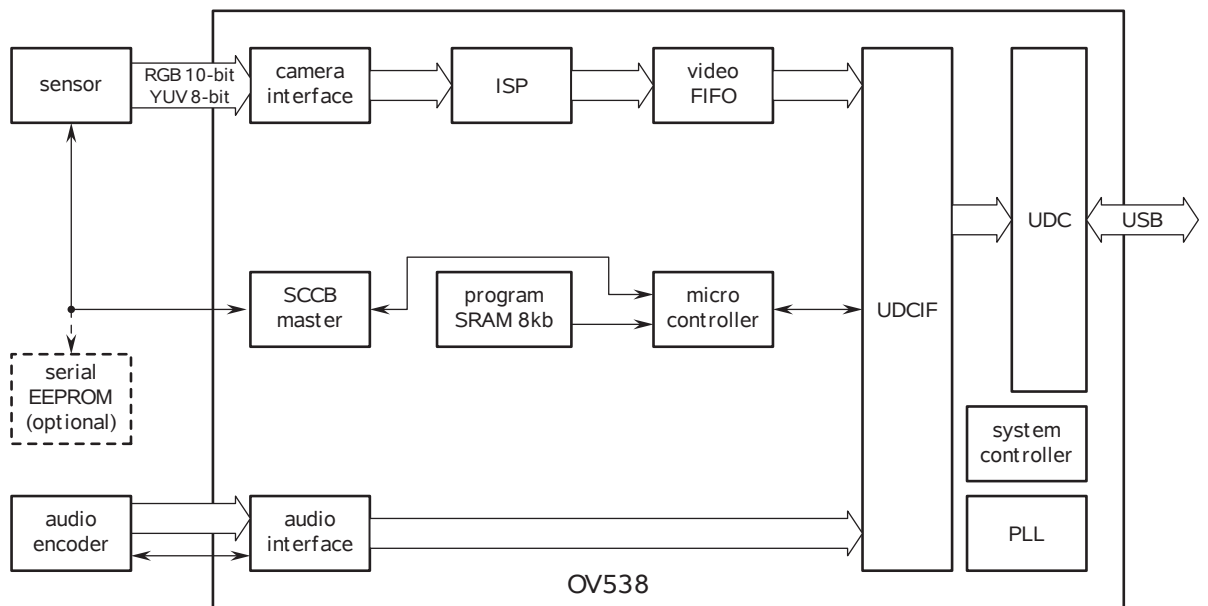 sensor
RGB 10-bit
YUV 8-bit
camera
interface
ISP
video
FIFO
UDCIF
UDC
USB
SCCB
master
program
SRAM 8kb
micro
controller
serial
EEPROM
(optional)
system
controller
audio
encoder
audio
interface
PLL
OV538